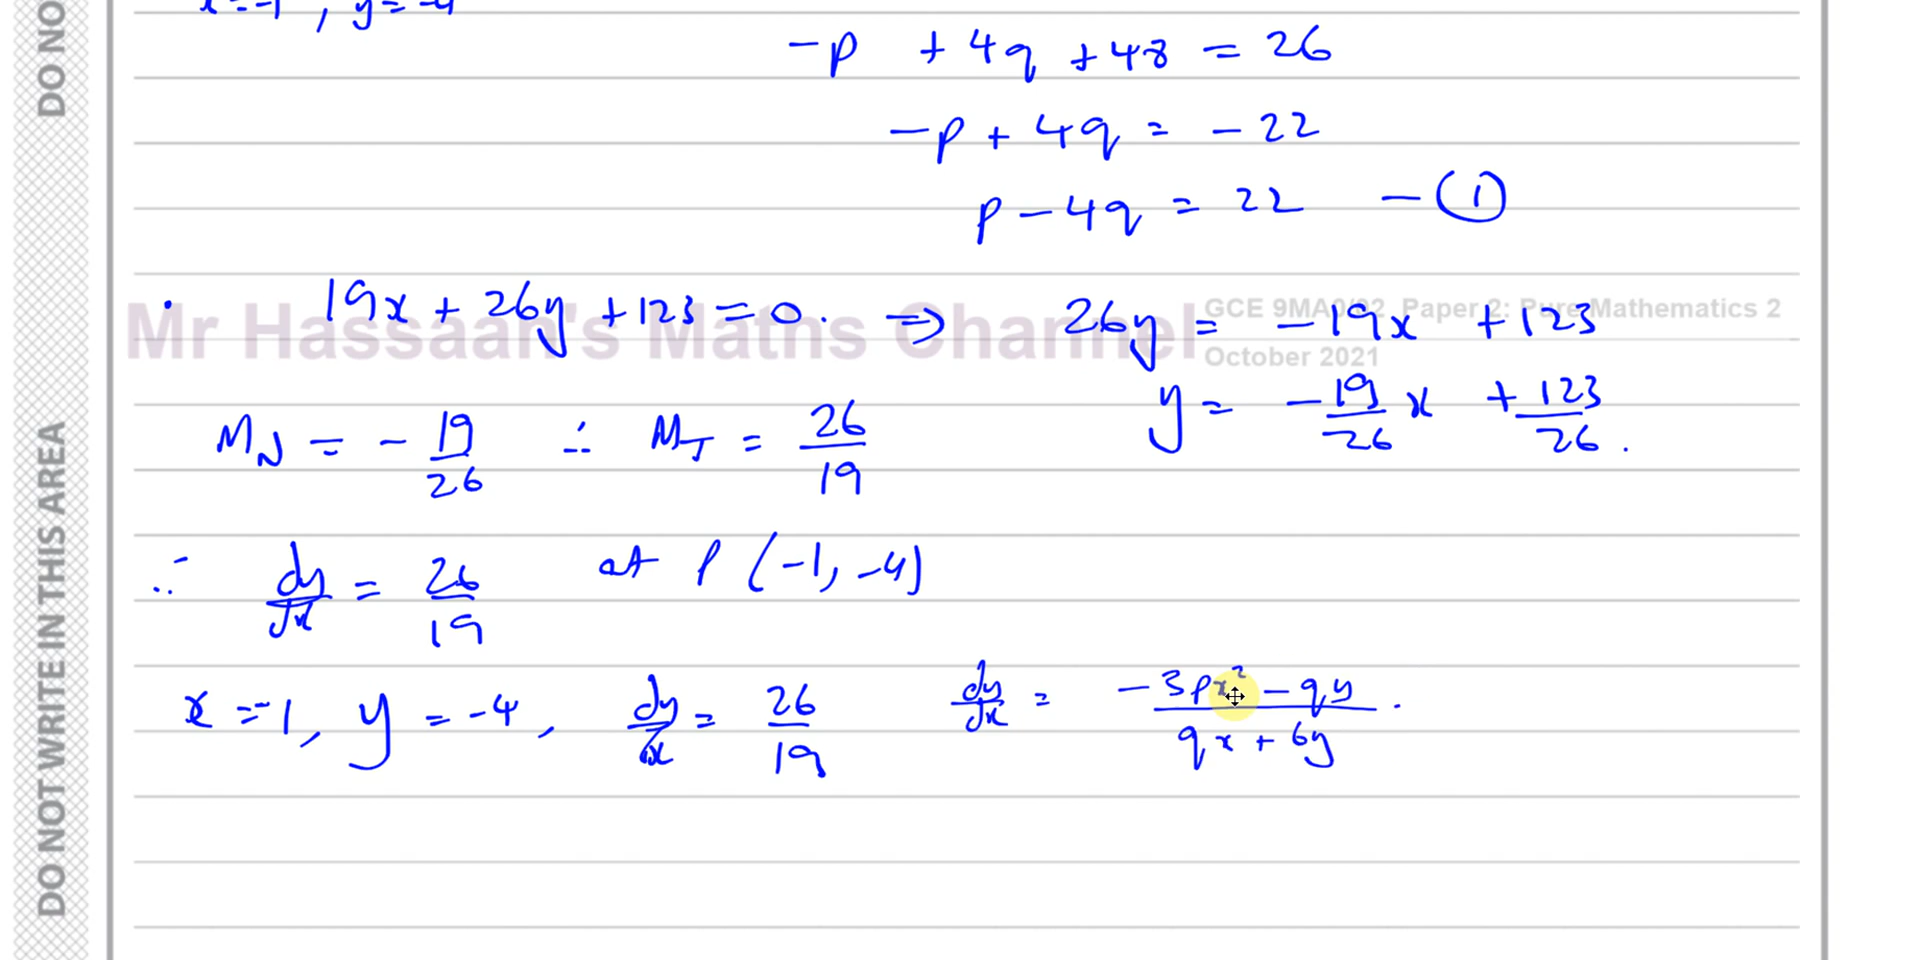 x = -1, y = -4
-p + 4q + 48 = 26
-p + 4q = -22
p - 4q = 22 - ①
19x + 26y + 123 = 0. ⇒ 26y = -19x + 123
Mr Hassaan's Maths Channel
GCE 9MA0/02 Paper 2: Pure Mathematics 2
October 2021
y = -19/26 x + 123/26.
M_N = -19/26 ∴ M_T = 26/19
∴ dy/dx = 26/19 at P (-1, -4)
x = -1, y = -4, dy/dx = 26/19 dy/dx = (-3px² - qy)/(qx + 6y).
DO NO
DO NOT WRITE IN THIS AREA